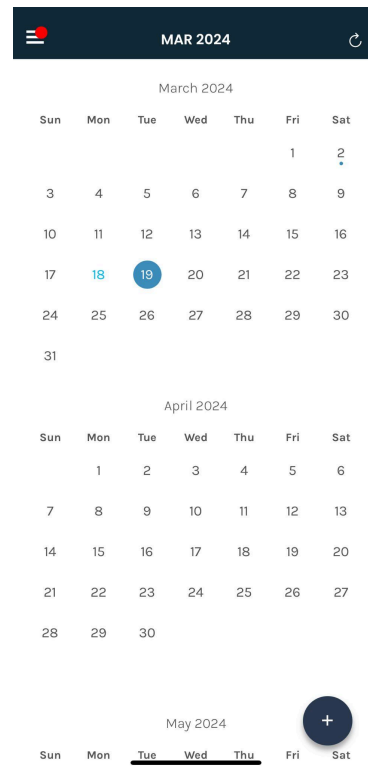 MAR 2024
March 2024
Sun Mon Tue Wed Thu Fri Sat
1 2
3 4 5 6 7 8 9
10 11 12 13 14 15 16
17 18 19 20 21 22 23
24 25 26 27 28 29 30
31
April 2024
Sun Mon Tue Wed Thu Fri Sat
1 2 3 4 5 6
7 8 9 10 11 12 13
14 15 16 17 18 19 20
21 22 23 24 25 26 27
28 29 30
+
May 2024
Sun Mon Tue Wed Thu Fri Sat